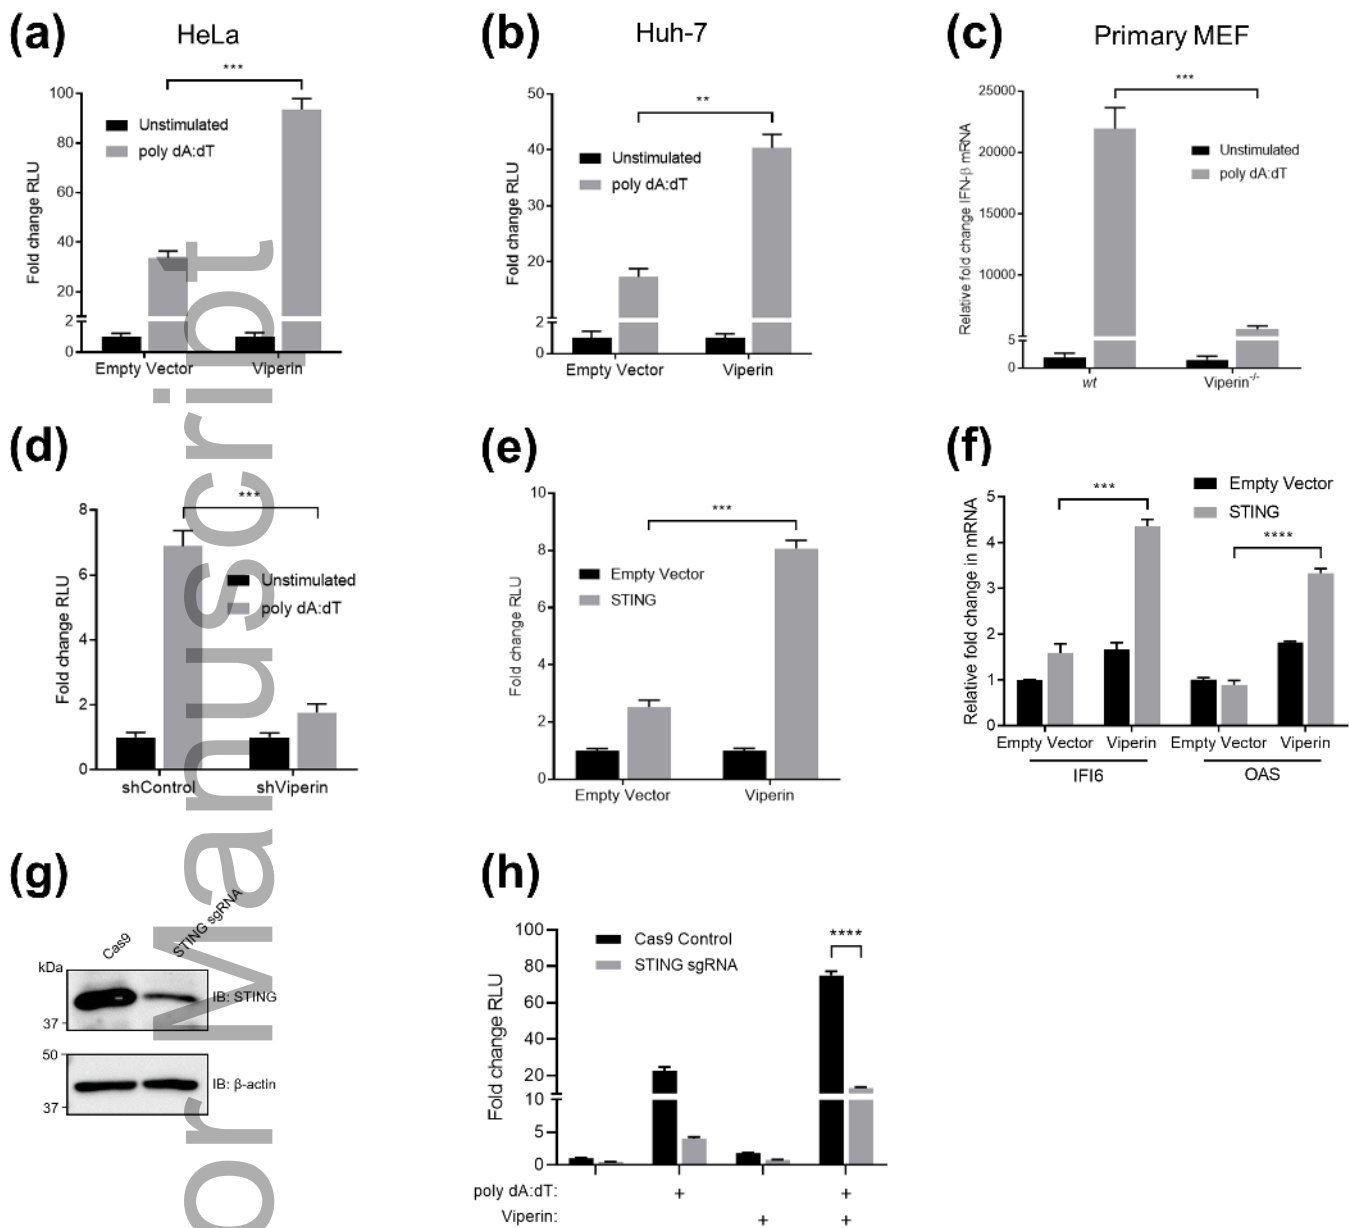 (a)
HeLa
***
Unstimulated
poly dA:dT
Fold change RLU
100
80
60
40
20
2
0
Empty Vector
Viperin
(b)
Huh-7
**
Unstimulated
poly dA:dT
Fold change RLU
50
40
30
20
2
0
Empty Vector
Viperin
(c)
Primary MEF
***
Unstimulated
poly dA:dT
Relative fold change IFN-β mRNA
25000
20000
15000
10000
5
0
wt
Viperin-/-
(d)
***
Unstimulated
poly dA:dT
Fold change RLU
8
6
4
2
0
shControl
shViperin
(e)
***
Empty Vector
STING
Fold change RLU
10
8
6
4
2
0
Empty Vector
Viperin
(f)
Empty Vector
STING
***
****
Relative fold change in mRNA
5
4
3
2
1
0
Empty Vector Viperin Empty Vector Viperin
IFI6
OAS
(g)
Cas9
STING sgRNA
kDa
IB: STING
37
50
IB: β-actin
37
(h)
Cas9 Control
STING sgRNA
****
Fold change RLU
100
80
60
40
20
10
5
0
poly dA:dT: + +
Viperin: + +
or Manuscript